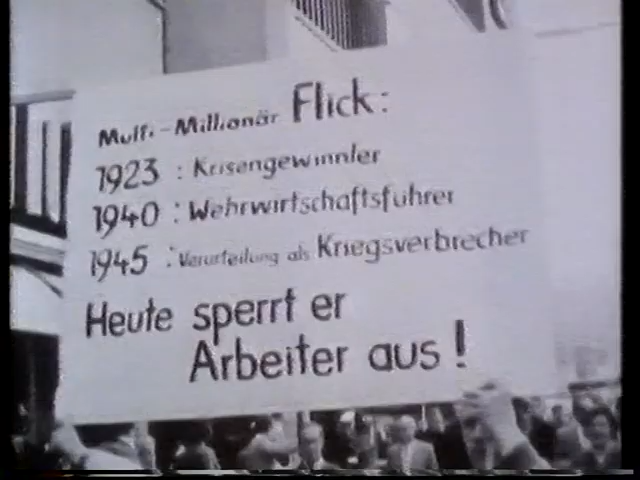 Multi-Millionär Flick:
1923 : Krisengewinnler
1940 : Wehrwirtschaftsführer
1945 : Verurteilung als Kriegsverbrecher
Heute sperrt er
Arbeiter aus!